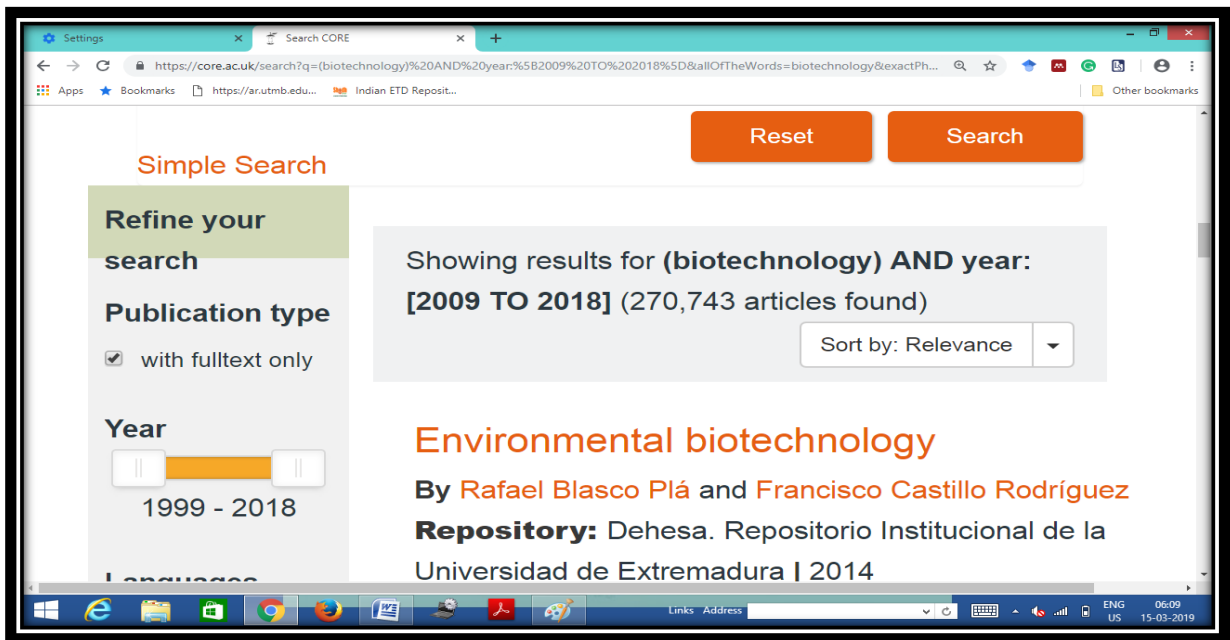 Settings
Search CORE
https://core.ac.uk/search?q=(biotechnology)%20AND%20year:%5B2009%20TO%202018%5D&allOfTheWords=biotechnology&exactPh...
Apps Bookmarks https://ar.utmb.edu... Indian ETD Reposit... Other bookmarks
Reset Search
Simple Search
Refine your
search
Publication type
with fulltext only
Year
1999 - 2018
Showing results for (biotechnology) AND year:
[2009 TO 2018] (270,743 articles found)
Sort by: Relevance
Environmental biotechnology
By Rafael Blasco Plá and Francisco Castillo Rodríguez
Repository: Dehesa. Repositorio Institucional de la
Universidad de Extremadura | 2014
Languages
Links Address
ENG 06:09
US 15-03-2019